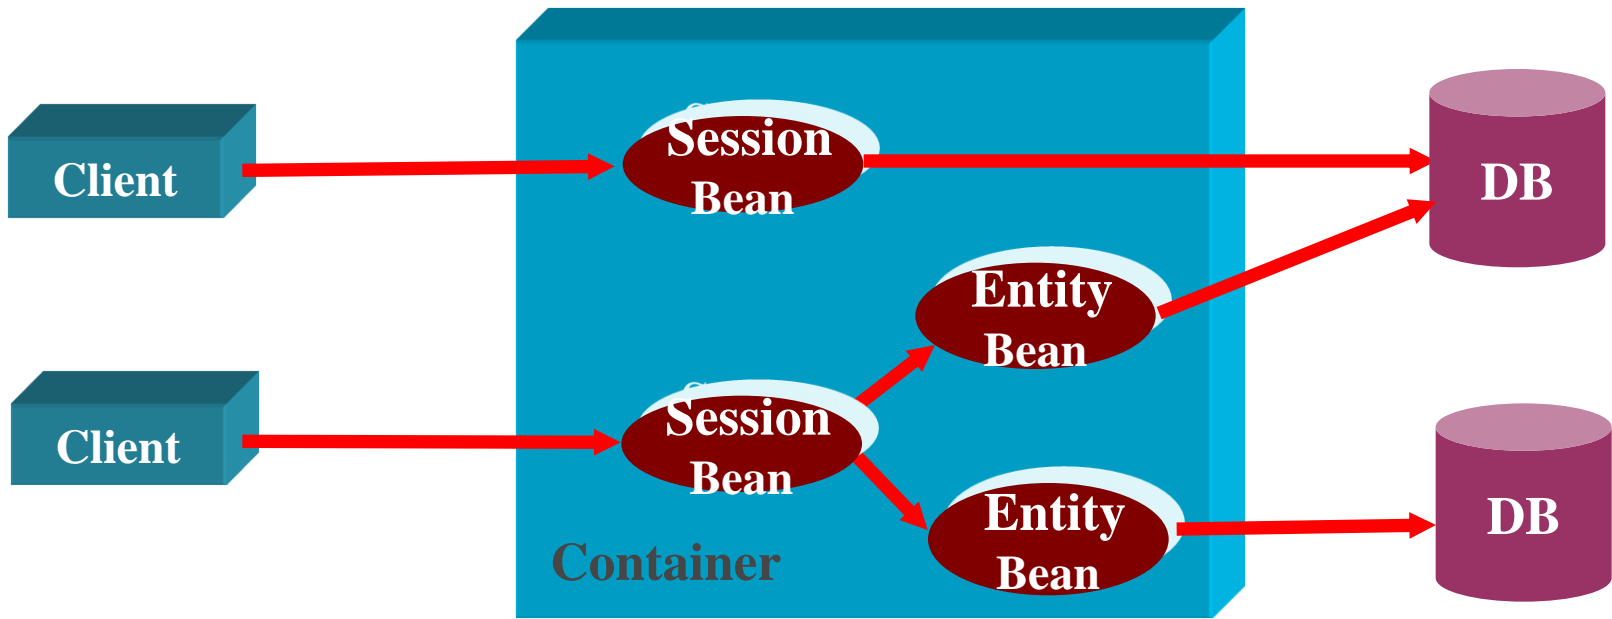 Client
Session
Bean
DB
Entity
Bean
Client
Session
Bean
Entity
Bean
DB
Container